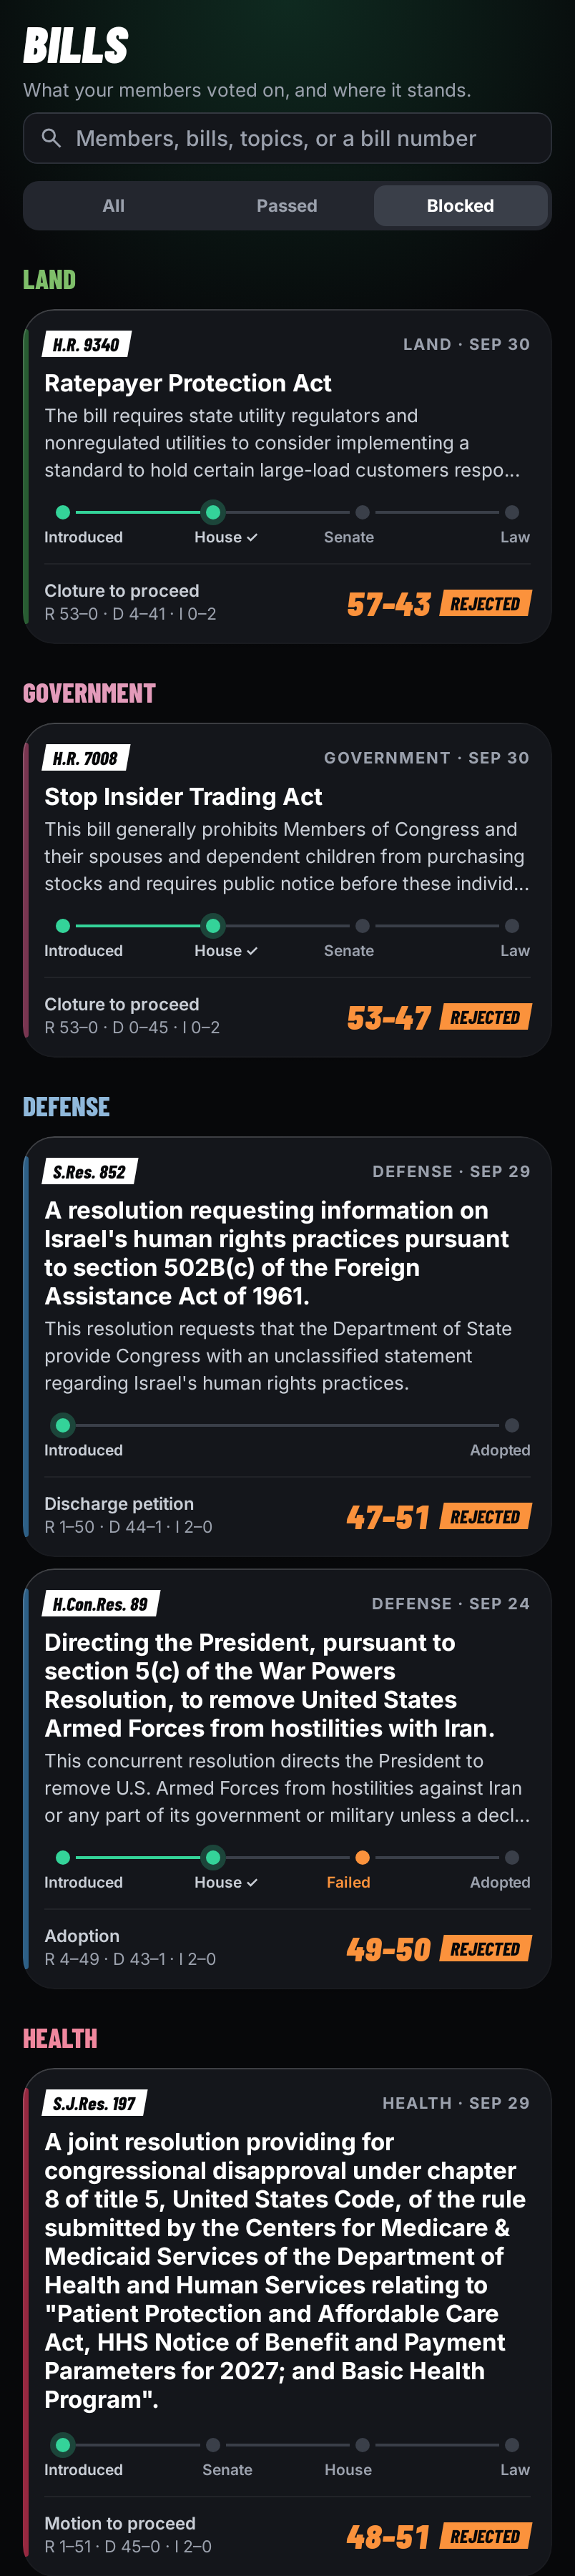 BILLS
What your members voted on, and where it stands.
Members, bills, topics, or a bill number
All Passed Blocked
LAND
H.R. 9340 LAND · SEP 30
Ratepayer Protection Act
The bill requires state utility regulators and
nonregulated utilities to consider implementing a
standard to hold certain large-load customers respo...
Introduced House ✓ Senate Law
Cloture to proceed
R 53–0 · D 4–41 · I 0–2
57–43 REJECTED
GOVERNMENT
H.R. 7008 GOVERNMENT · SEP 30
Stop Insider Trading Act
This bill generally prohibits Members of Congress and
their spouses and dependent children from purchasing
stocks and requires public notice before these individ...
Introduced House ✓ Senate Law
Cloture to proceed
R 53–0 · D 0–45 · I 0–2
53–47 REJECTED
DEFENSE
S.Res. 852 DEFENSE · SEP 29
A resolution requesting information on
Israel's human rights practices pursuant
to section 502B(c) of the Foreign
Assistance Act of 1961.
This resolution requests that the Department of State
provide Congress with an unclassified statement
regarding Israel's human rights practices.
Introduced Adopted
Discharge petition
R 1–50 · D 44–1 · I 2–0
47–51 REJECTED
H.Con.Res. 89 DEFENSE · SEP 24
Directing the President, pursuant to
section 5(c) of the War Powers
Resolution, to remove United States
Armed Forces from hostilities with Iran.
This concurrent resolution directs the President to
remove U.S. Armed Forces from hostilities against Iran
or any part of its government or military unless a decl...
Introduced House ✓ Failed Adopted
Adoption
R 4–49 · D 43–1 · I 2–0
49–50 REJECTED
HEALTH
S.J.Res. 197 HEALTH · SEP 29
A joint resolution providing for
congressional disapproval under chapter
8 of title 5, United States Code, of the rule
submitted by the Centers for Medicare &
Medicaid Services of the Department of
Health and Human Services relating to
"Patient Protection and Affordable Care
Act, HHS Notice of Benefit and Payment
Parameters for 2027; and Basic Health
Program".
Introduced Senate House Law
Motion to proceed
R 1–51 · D 45–0 · I 2–0
48–51 REJECTED